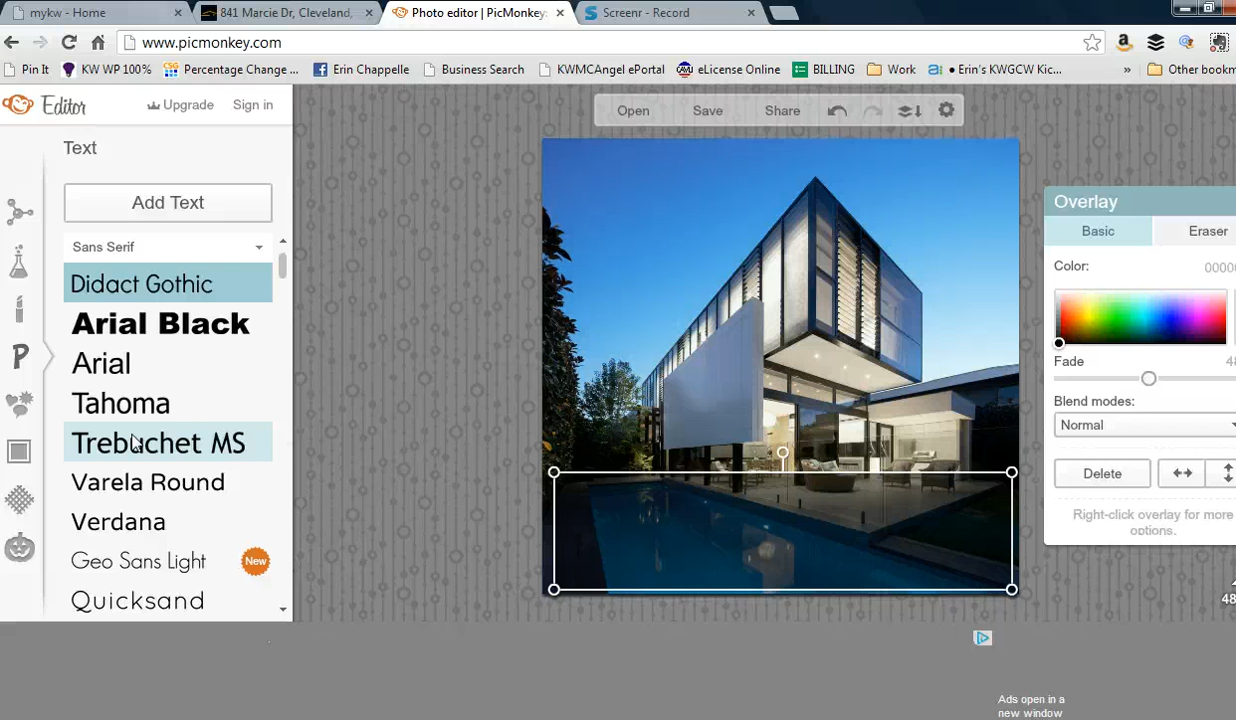 mykw - Home
841 Marcie Dr, Cleveland,
Photo editor | PicMonkey:
Screenr - Record
www.picmonkey.com
Pin It KW WP 100% Percentage Change ... Erin Chappelle Business Search KWMCAngel ePortal eLicense Online BILLING Work Erin's KWGCW Kic... » Other bookm
Editor Upgrade Sign in
Open Save Share
Text
Add Text
Sans Serif
Didact Gothic
Arial Black
Arial
Tahoma
Trebuchet MS
Varela Round
Verdana
Geo Sans Light New
Quicksand
Overlay
Basic Eraser
Color: 0000
Fade 48
Blend modes:
Normal
Delete
Right-click overlay for more
options.
48
Ads open in a
new window